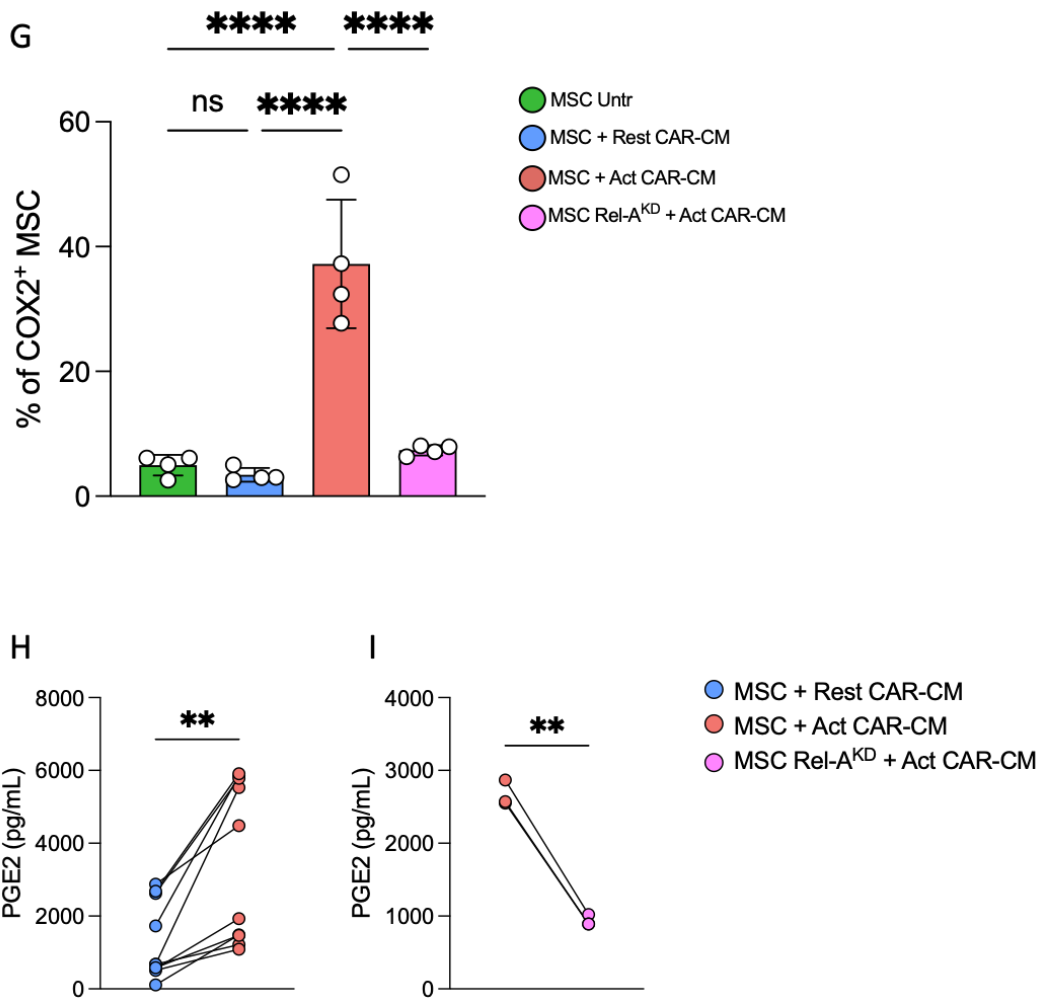 G
✱✱✱✱ ✱✱✱✱
ns ✱✱✱✱
60
40
20
0
% of COX2⁺ MSC
MSC Untr
MSC + Rest CAR-CM
MSC + Act CAR-CM
MSC Rel-Aᴷᴰ + Act CAR-CM
H
8000
6000
4000
2000
0
PGE2 (pg/mL)
✱✱
I
4000
3000
2000
1000
0
PGE2 (pg/mL)
✱✱
MSC + Rest CAR-CM
MSC + Act CAR-CM
MSC Rel-Aᴷᴰ + Act CAR-CM